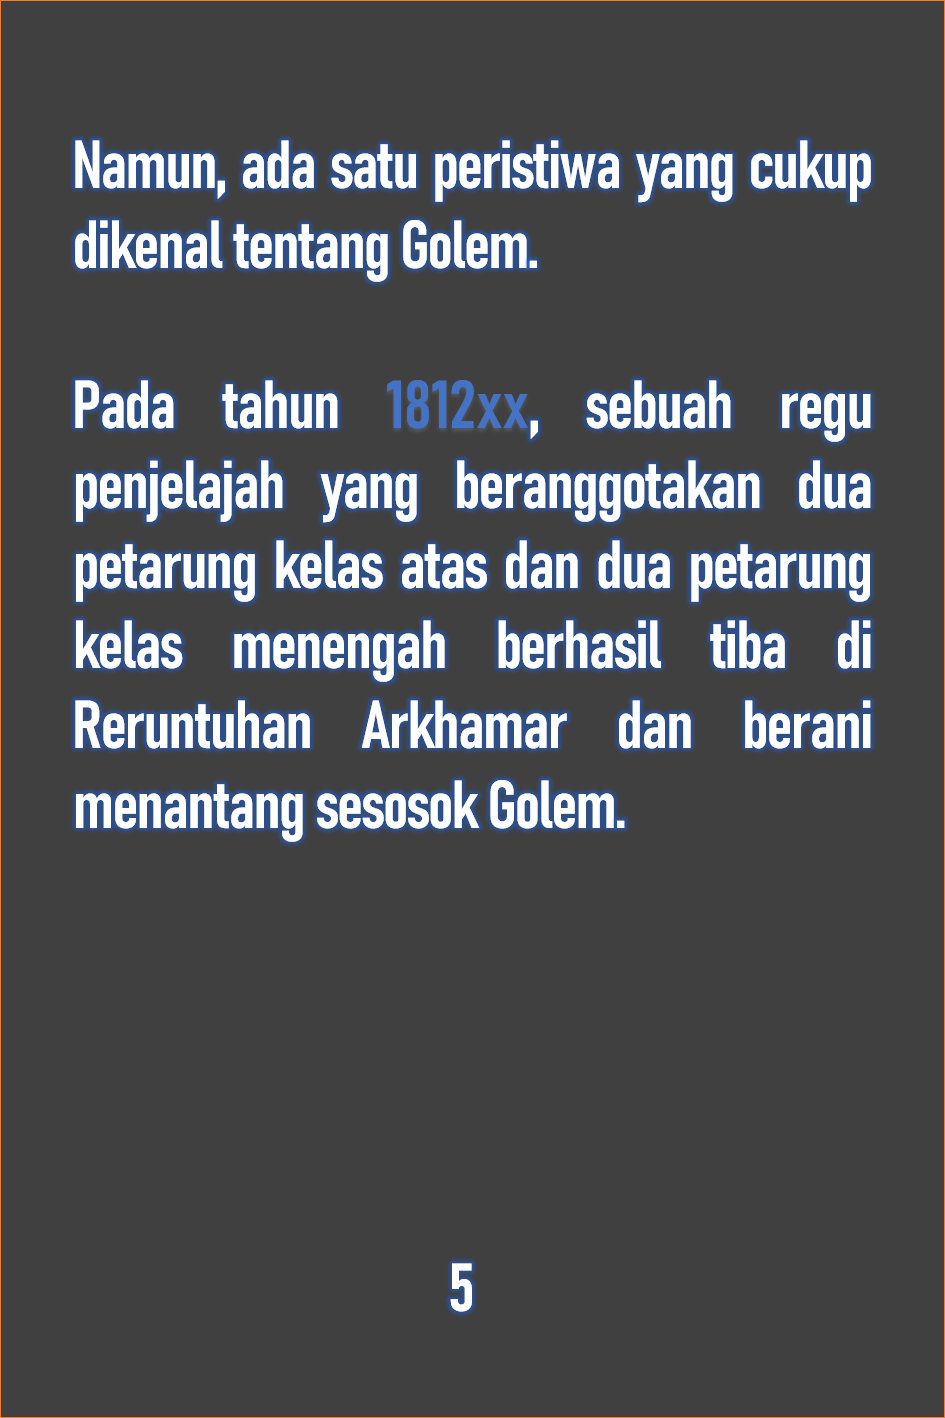 Namun, ada satu peristiwa yang cukup
dikenal tentang Golem.
Pada tahun 1812xx, sebuah regu
penjelajah yang beranggotakan dua
petarung kelas atas dan dua petarung
kelas menengah berhasil tiba di
Reruntuhan Arkhamar dan berani
menantang sesosok Golem.
5